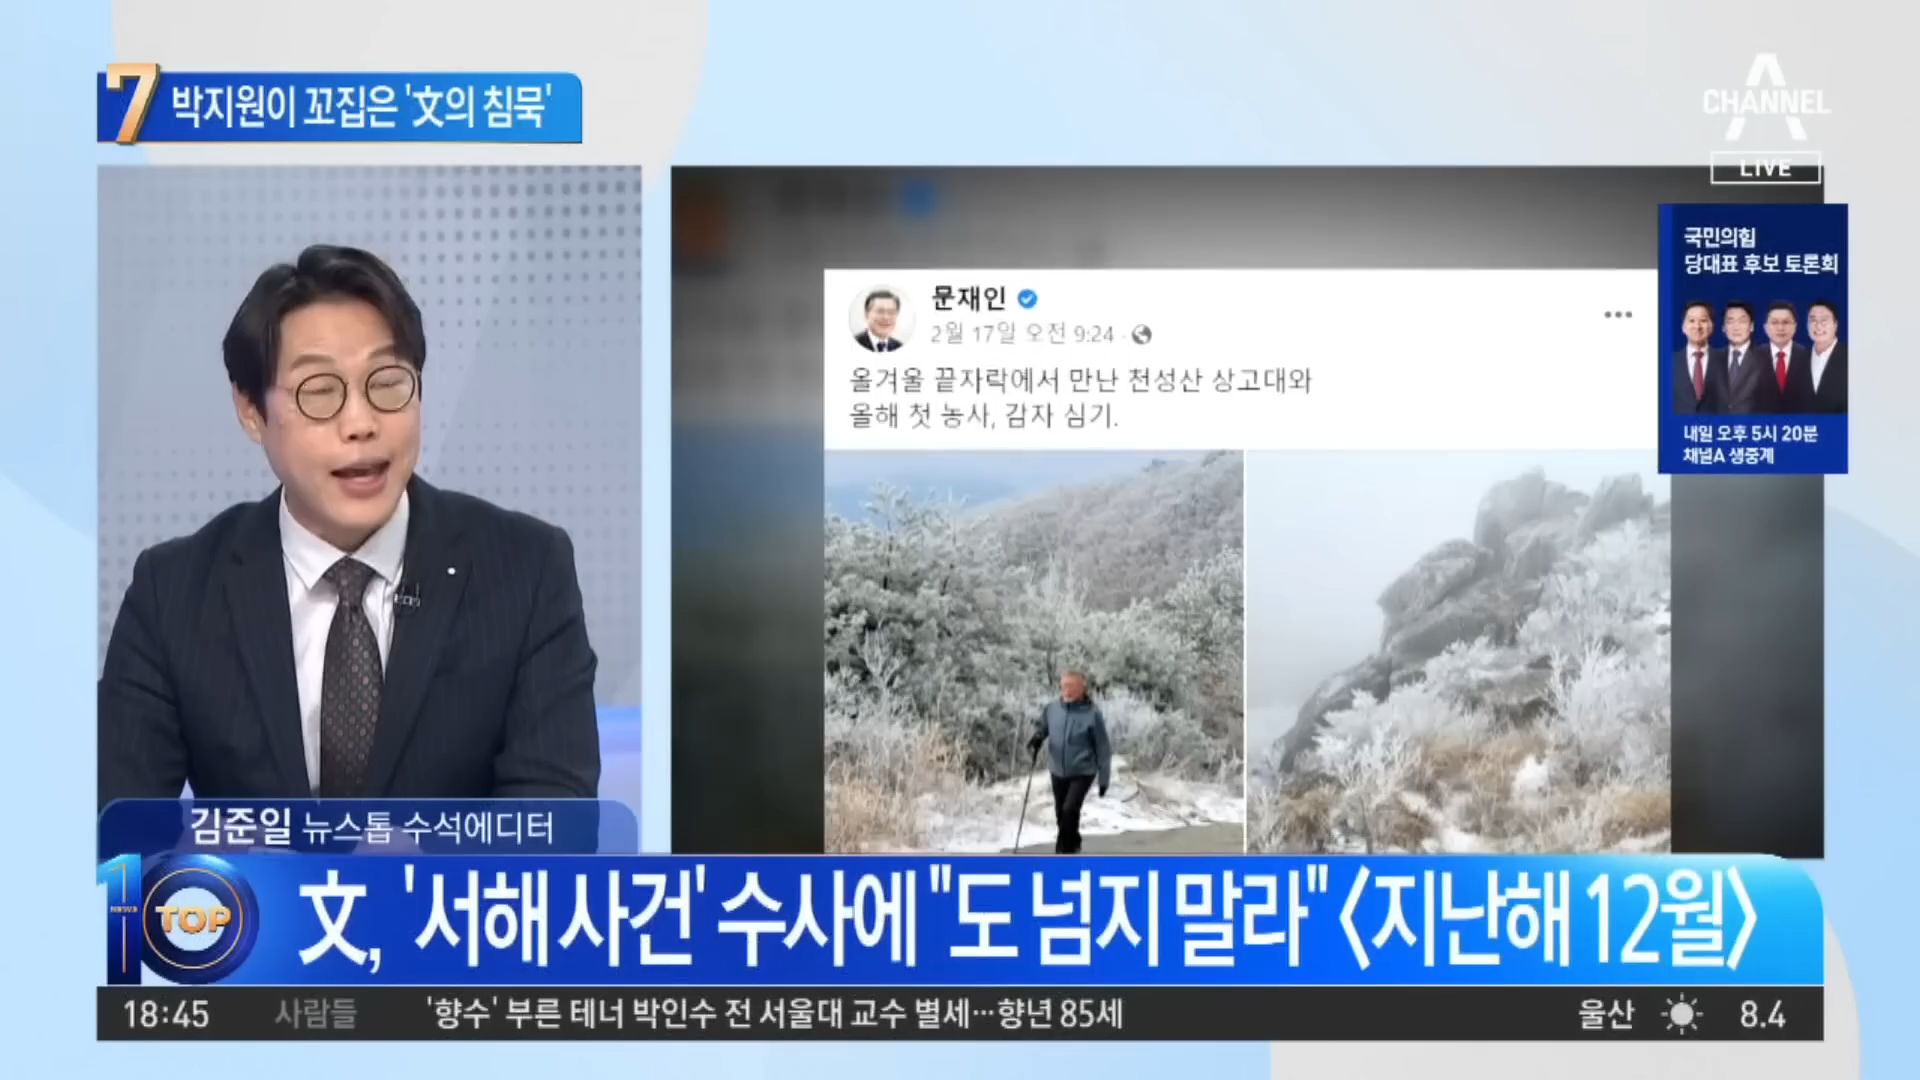 7 박지원이 꼬집은 '文의 침묵'
CHANNEL A
LIVE
국민의힘
당대표 후보 토론회
내일 오후 5시 20분
채널A 생중계
문재인
2월 17일 오전 9:24 ·
올겨울 끝자락에서 만난 천성산 상고대와
올해 첫 농사, 감자 심기.
김준일 뉴스톱 수석에디터
NEWS TOP 10
文, '서해 사건' 수사에 "도 넘지 말라" <지난해 12월>
18:45 사람들 '향수' 부른 테너 박인수 전 서울대 교수 별세…향년 85세 울산 8.4